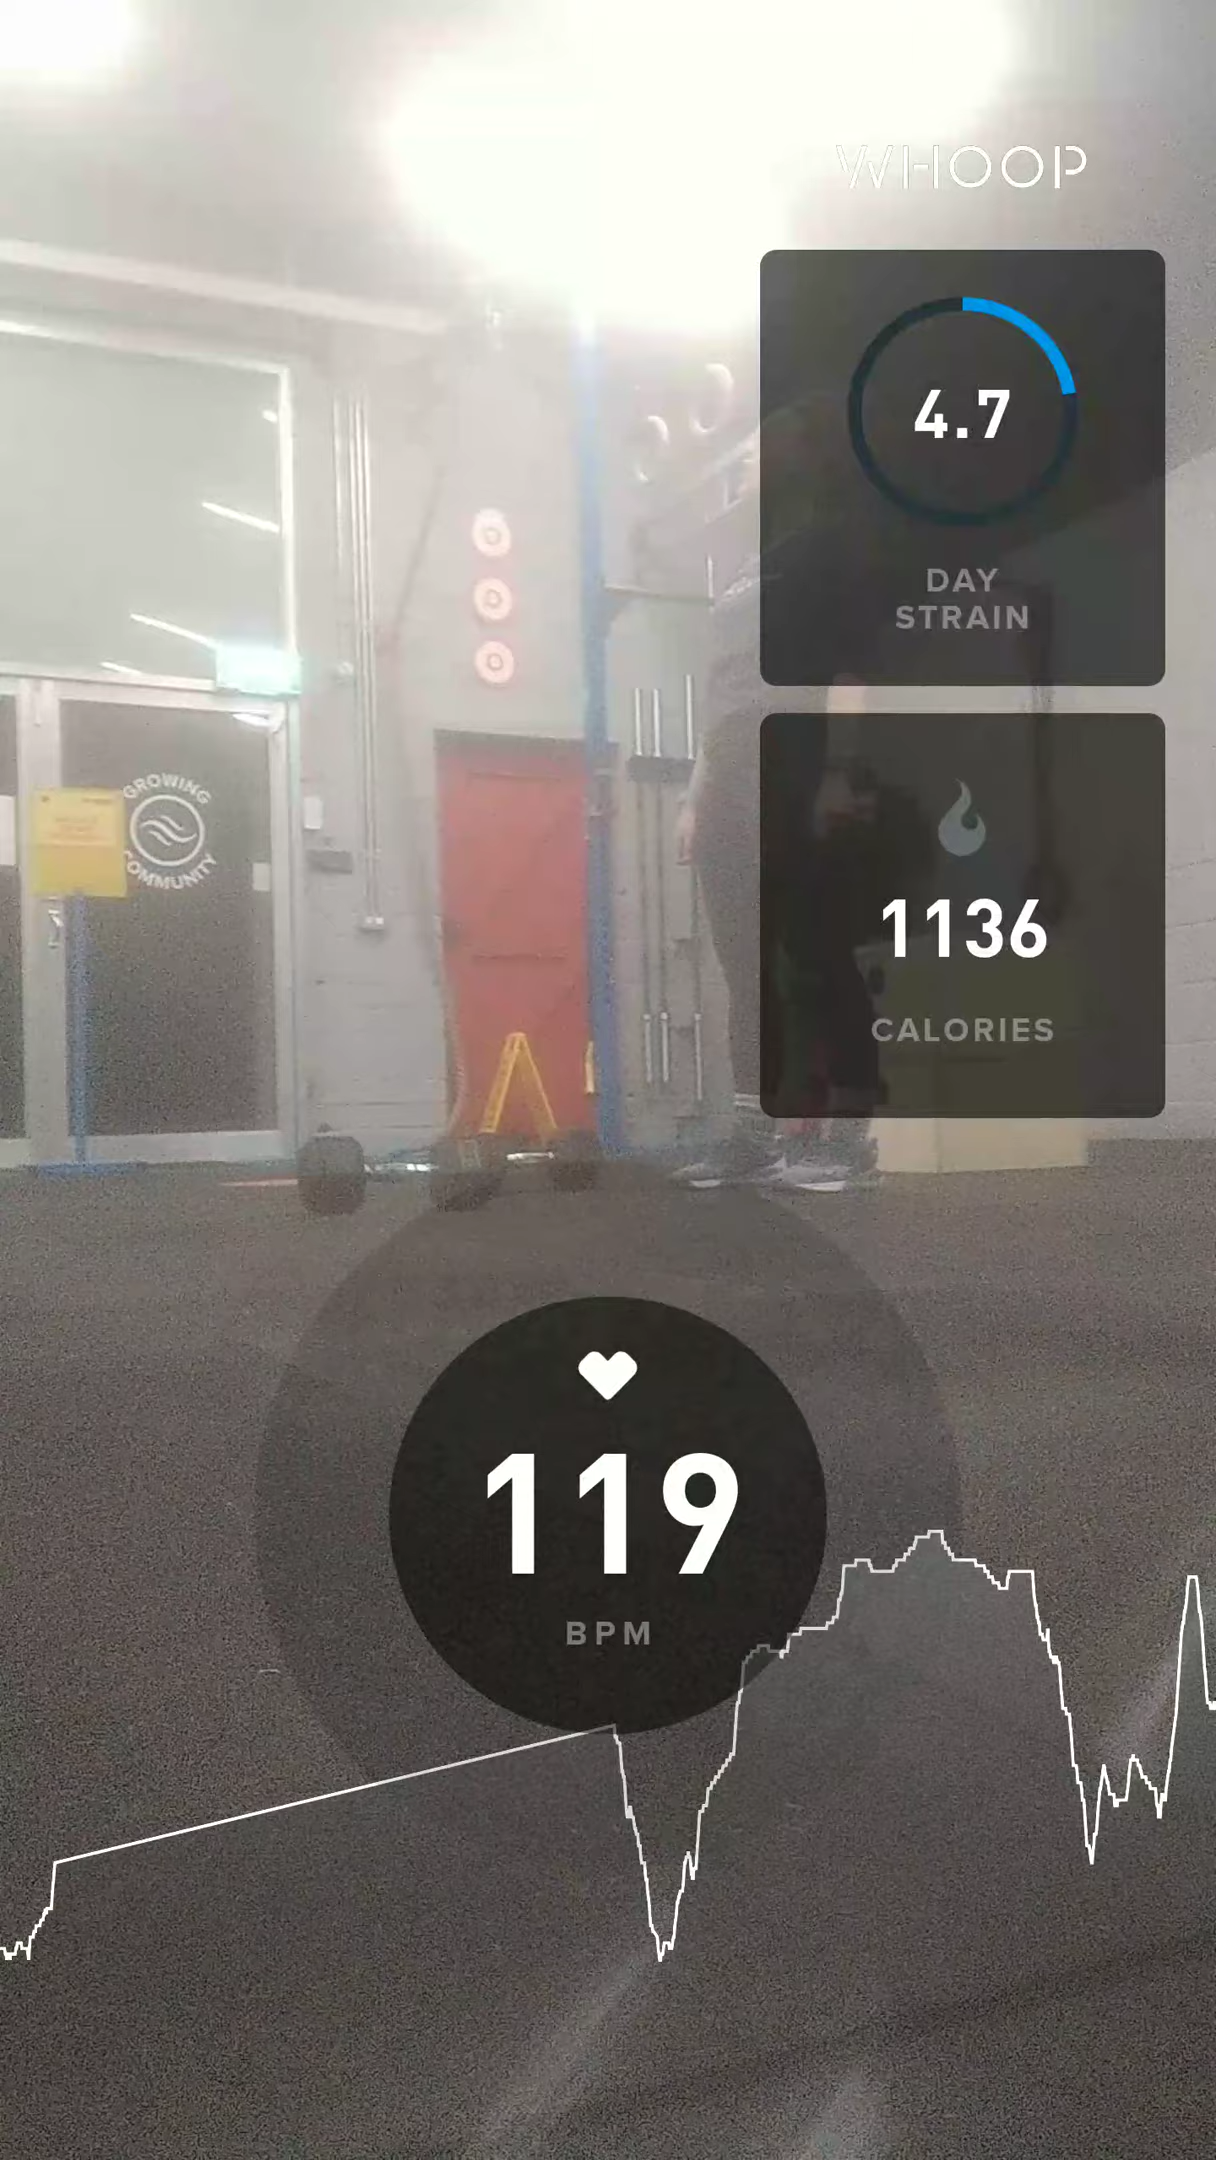 WHOOP
4.7
DAY
STRAIN
1136
CALORIES
GROWING
COMMUNITY
119
BPM